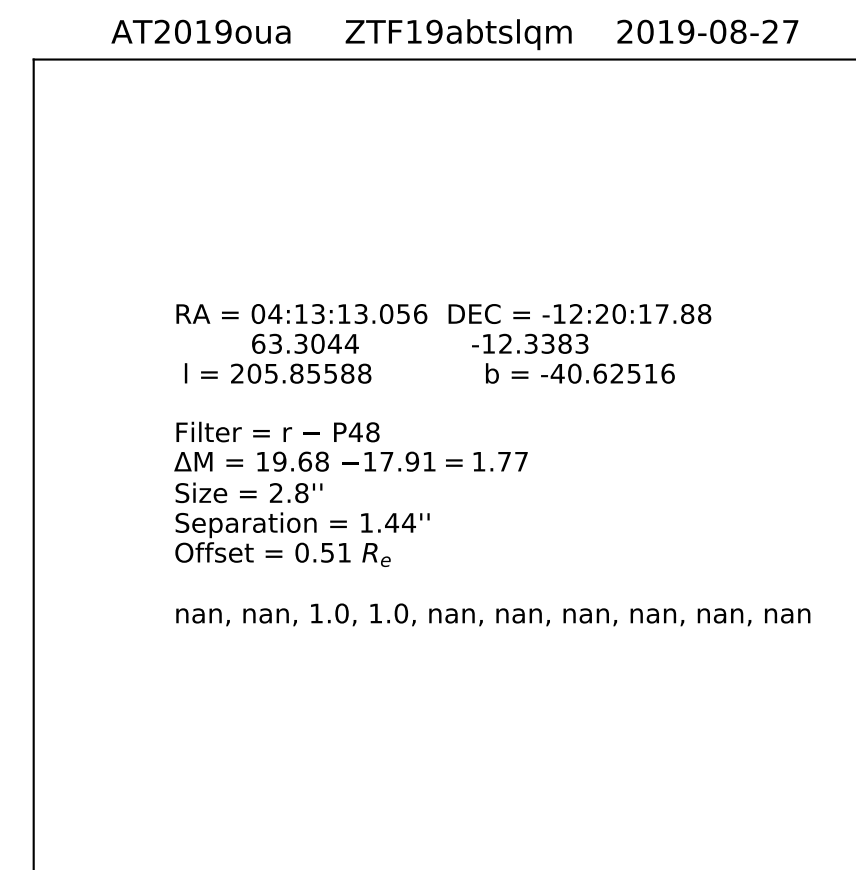 AT2019oua ZTF19abtslqm 2019-08-27
RA = 04:13:13.056 DEC = -12:20:17.88
63.3044 -12.3383
l = 205.85588 b = -40.62516
Filter = r − P48
ΔM = 19.68 −17.91 = 1.77
Size = 2.8''
Separation = 1.44''
Offset = 0.51 Rₑ
nan, nan, 1.0, 1.0, nan, nan, nan, nan, nan, nan